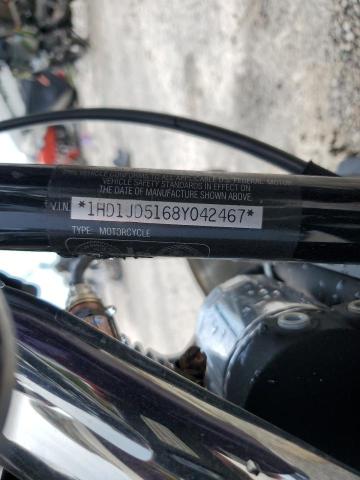 VEHICLE SAFETY STANDARDS IN EFFECT ON
THE DATE OF MANUFACTURE SHOWN ABOVE.
V.I.N. *1HD1JD5168Y042467*
TYPE: MOTORCYCLE